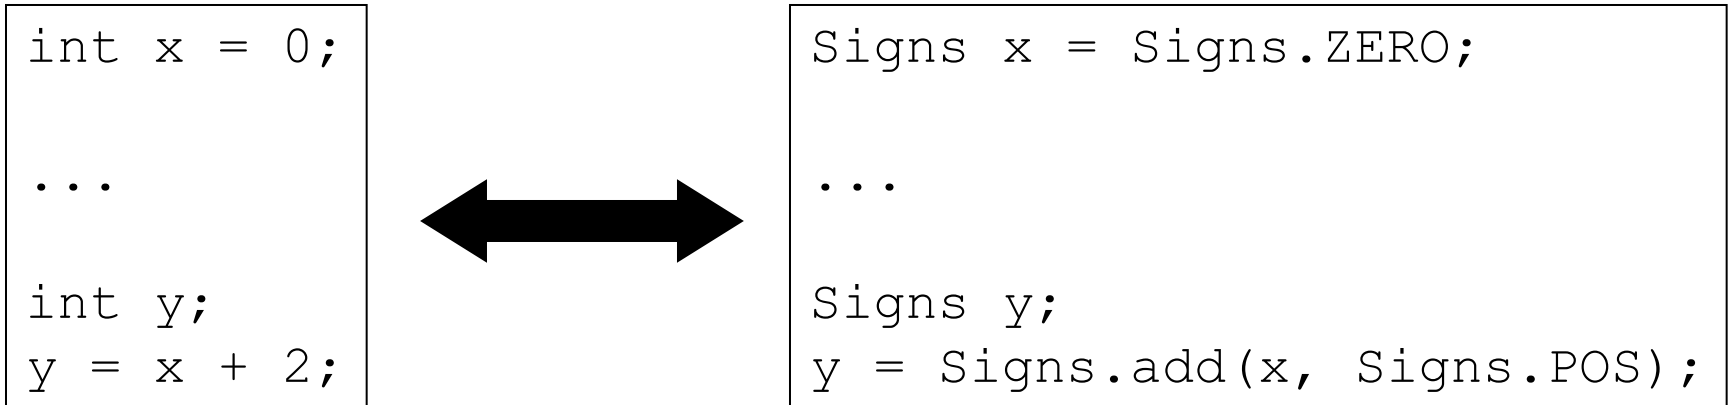 int x = 0;
...
int y;
y = x + 2;
Signs x = Signs.ZERO;
...
Signs y;
y = Signs.add(x, Signs.POS);